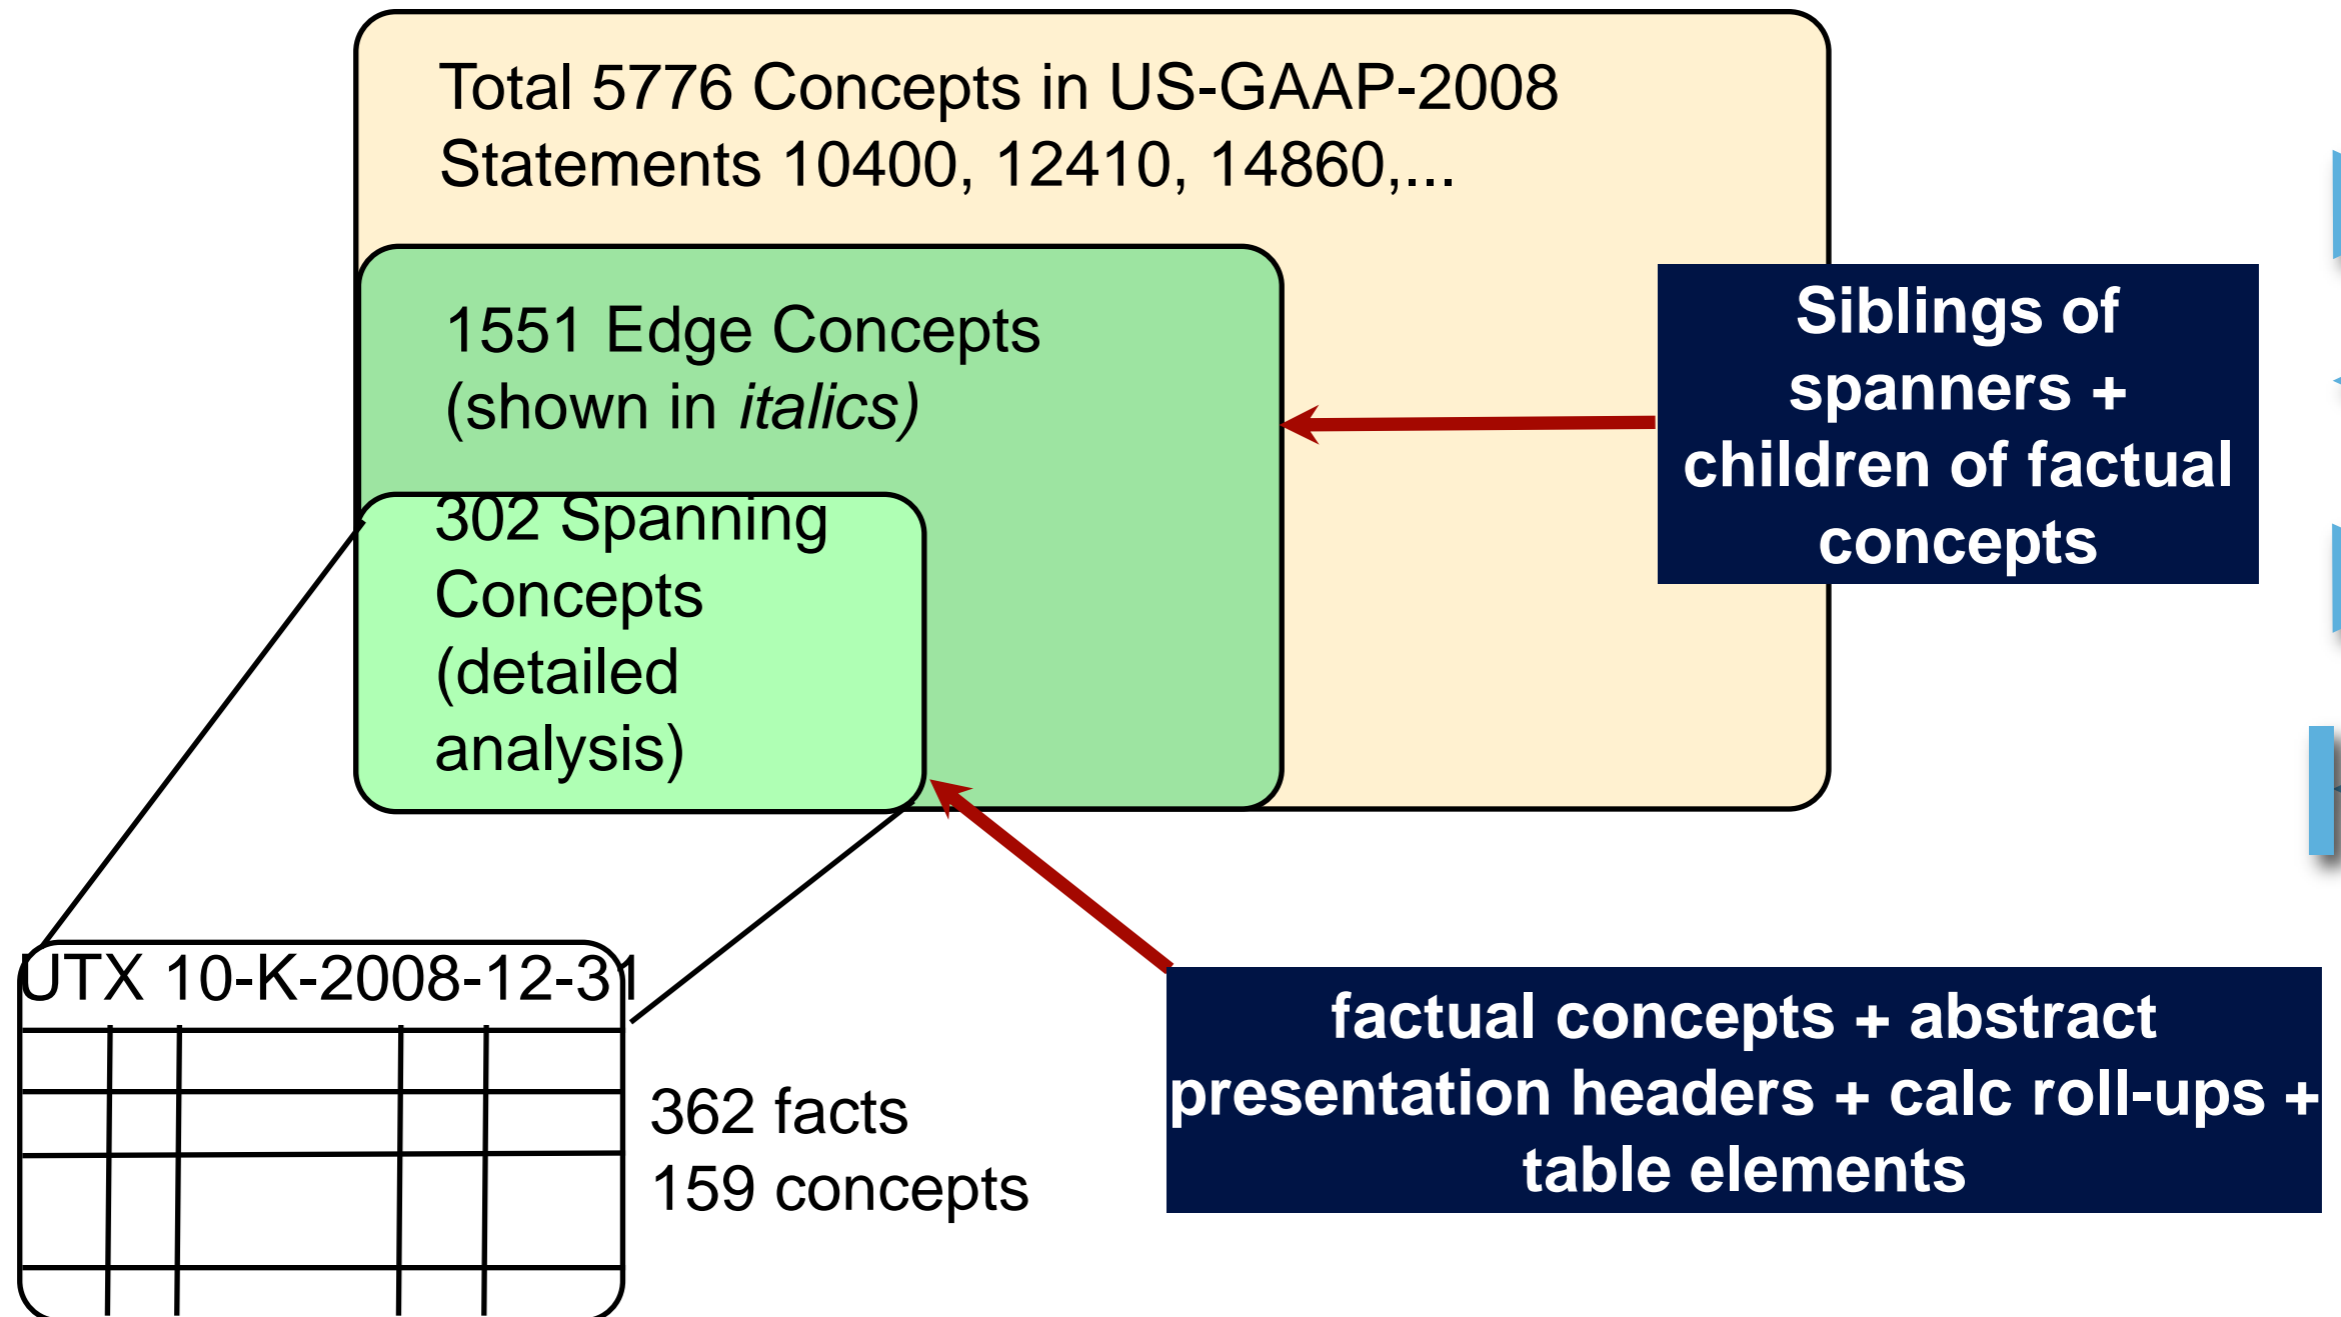 Total 5776 Concepts in US-GAAP-2008
Statements 10400, 12410, 14860,...
1551 Edge Concepts
(shown in italics)
Siblings of
spanners +
children of factual
concepts
302 Spanning
Concepts
(detailed
analysis)
UTX 10-K-2008-12-31
362 facts
159 concepts
factual concepts + abstract
presentation headers + calc roll-ups +
table elements